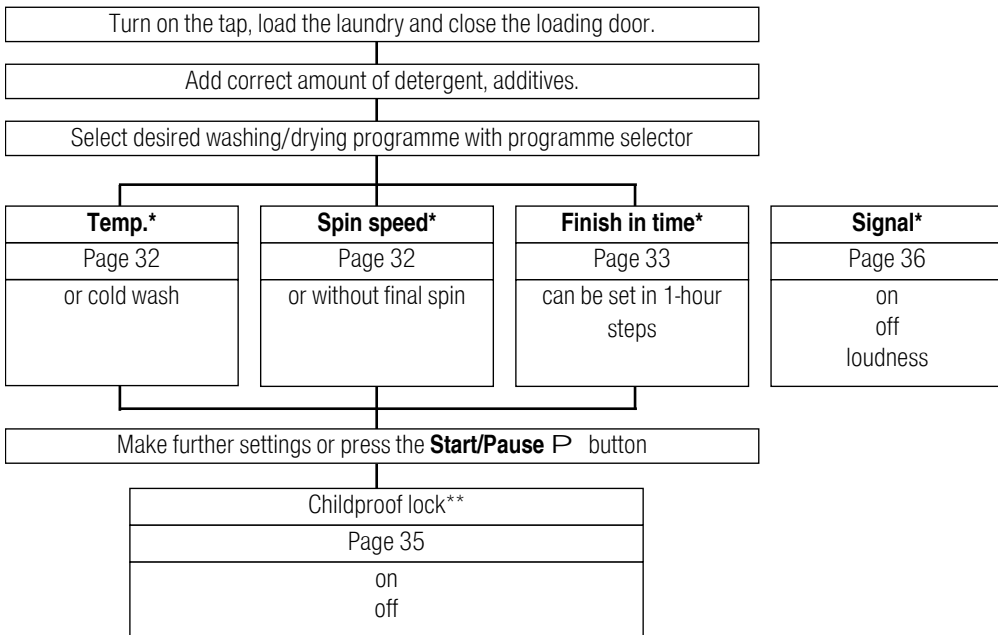 Turn on the tap, load the laundry and close the loading door.
Add correct amount of detergent, additives.
Select desired washing/drying programme with programme selector
Temp.*
Page 32
or cold wash
Spin speed*
Page 32
or without final spin
Finish in time*
Page 33
can be set in 1-hour
steps
Signal*
Page 36
on
off
loudness
Make further settings or press the Start/Pause P button
Childproof lock**
Page 35
on
off